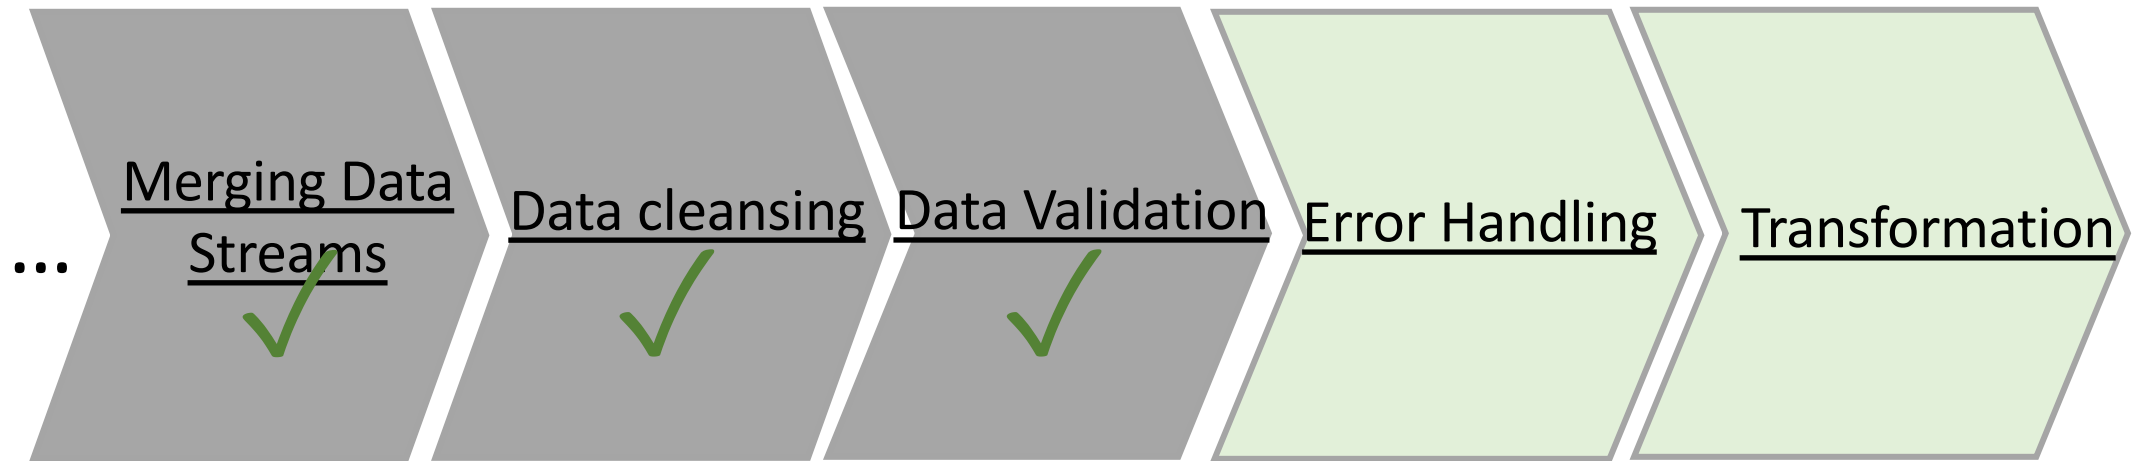 ...
Merging Data
Streams
Data cleansing
Data Validation
Error Handling
Transformation